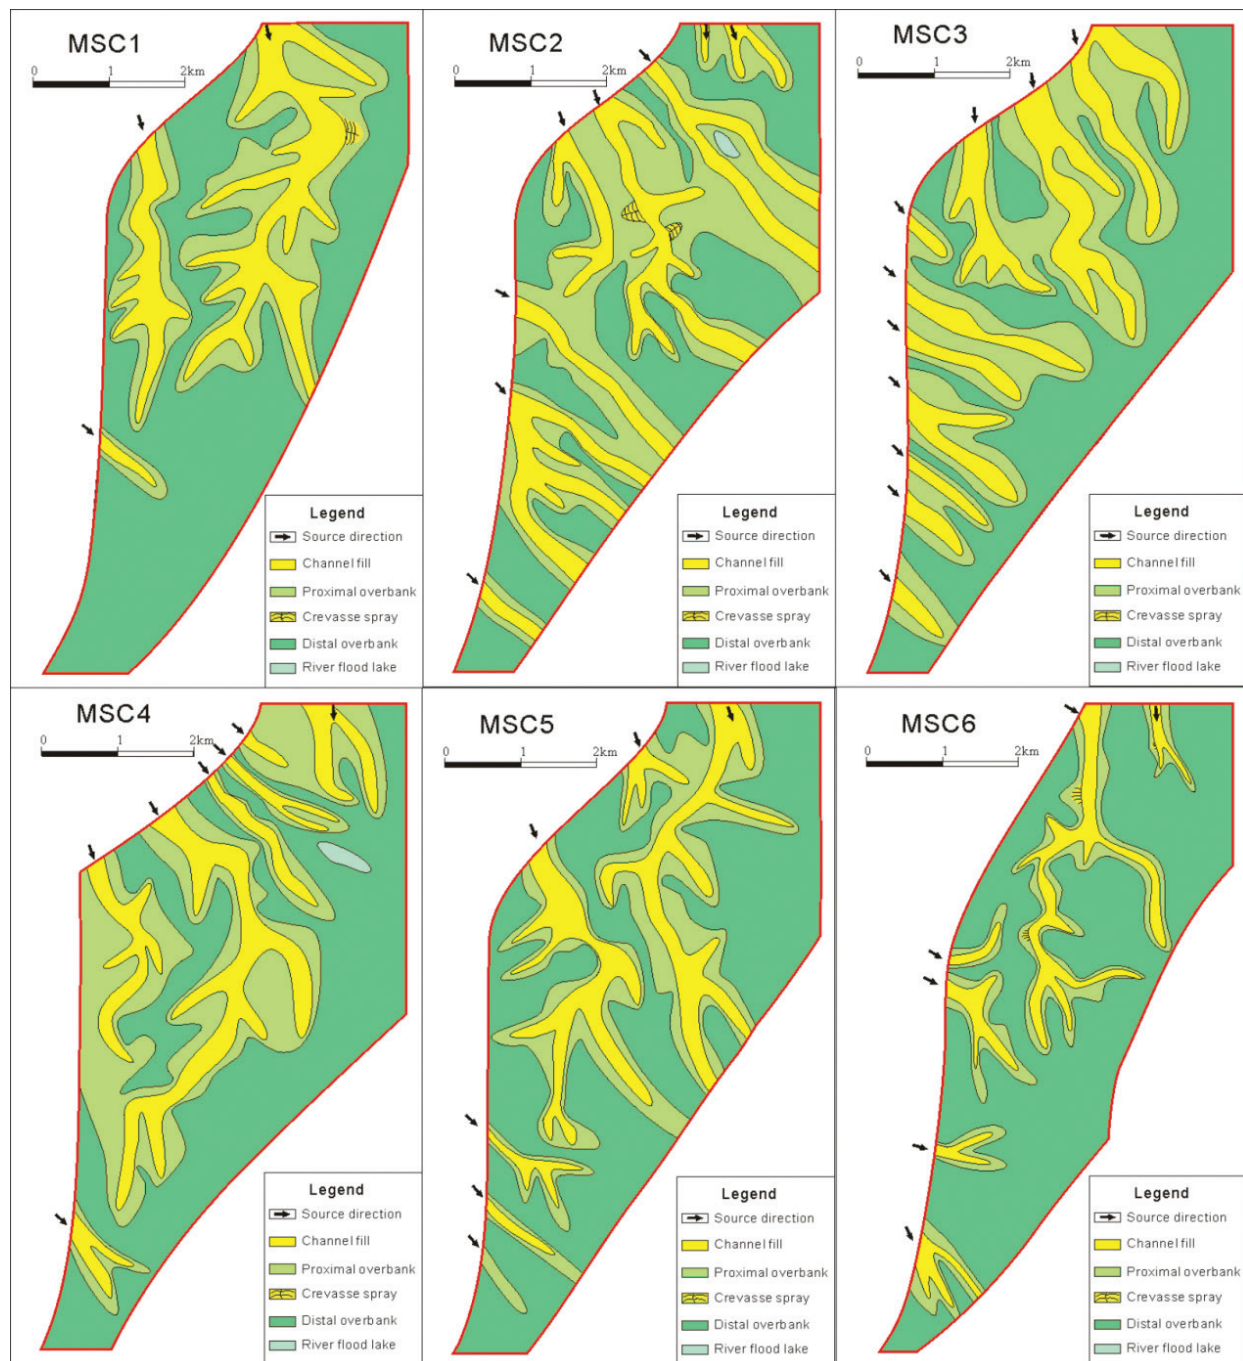 MSC1
0 1 2km
Legend
Source direction
Channel fill
Proximal overbank
Crevasse spray
Distal overbank
River flood lake
MSC2
0 1 2km
Legend
Source direction
Channel fill
Proximal overbank
Crevasse spray
Distal overbank
River flood lake
MSC3
0 1 2km
Legend
Source direction
Channel fill
Proximal overbank
Crevasse spray
Distal overbank
River flood lake
MSC4
0 1 2km
Legend
Source direction
Channel fill
Proximal overbank
Crevasse spray
Distal overbank
River flood lake
MSC5
0 1 2km
Legend
Source direction
Channel fill
Proximal overbank
Crevasse spray
Distal overbank
River flood lake
MSC6
0 1 2km
Legend
Source direction
Channel fill
Proximal overbank
Crevasse spray
Distal overbank
River flood lake